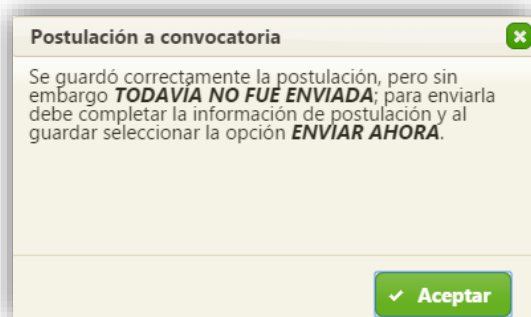 Postulación a convocatoria
Se guardó correctamente la postulación, pero sin
embargo TODAVÍA NO FUE ENVIADA; para enviarla
debe completar la información de postulación y al
guardar seleccionar la opción ENVIAR AHORA.
Aceptar